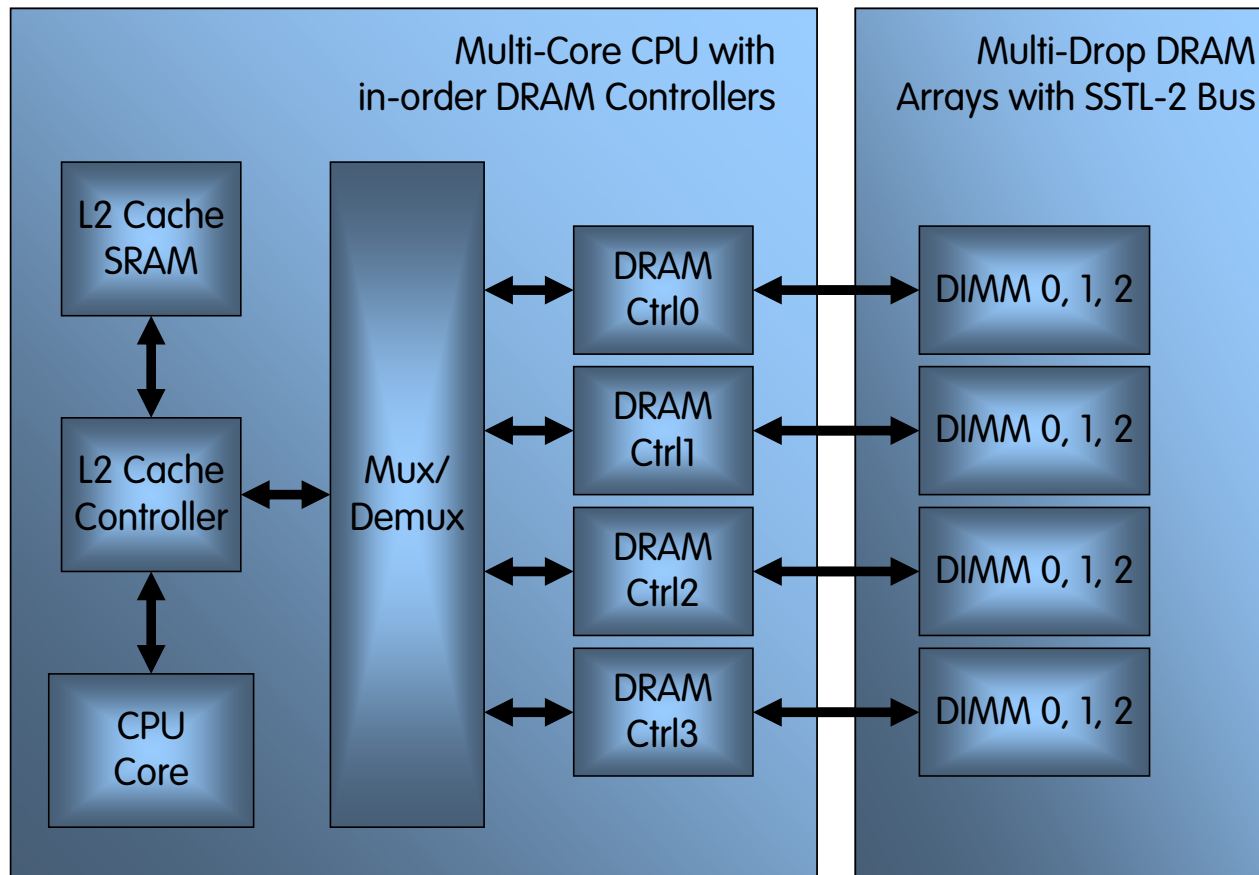 Multi-Core CPU with
in-order DRAM Controllers
Multi-Drop DRAM
Arrays with SSTL-2 Bus
L2 Cache
SRAM
L2 Cache
Controller
CPU
Core
Mux/
Demux
DRAM
Ctrl0
DRAM
Ctrl1
DRAM
Ctrl2
DRAM
Ctrl3
DIMM 0, 1, 2
DIMM 0, 1, 2
DIMM 0, 1, 2
DIMM 0, 1, 2